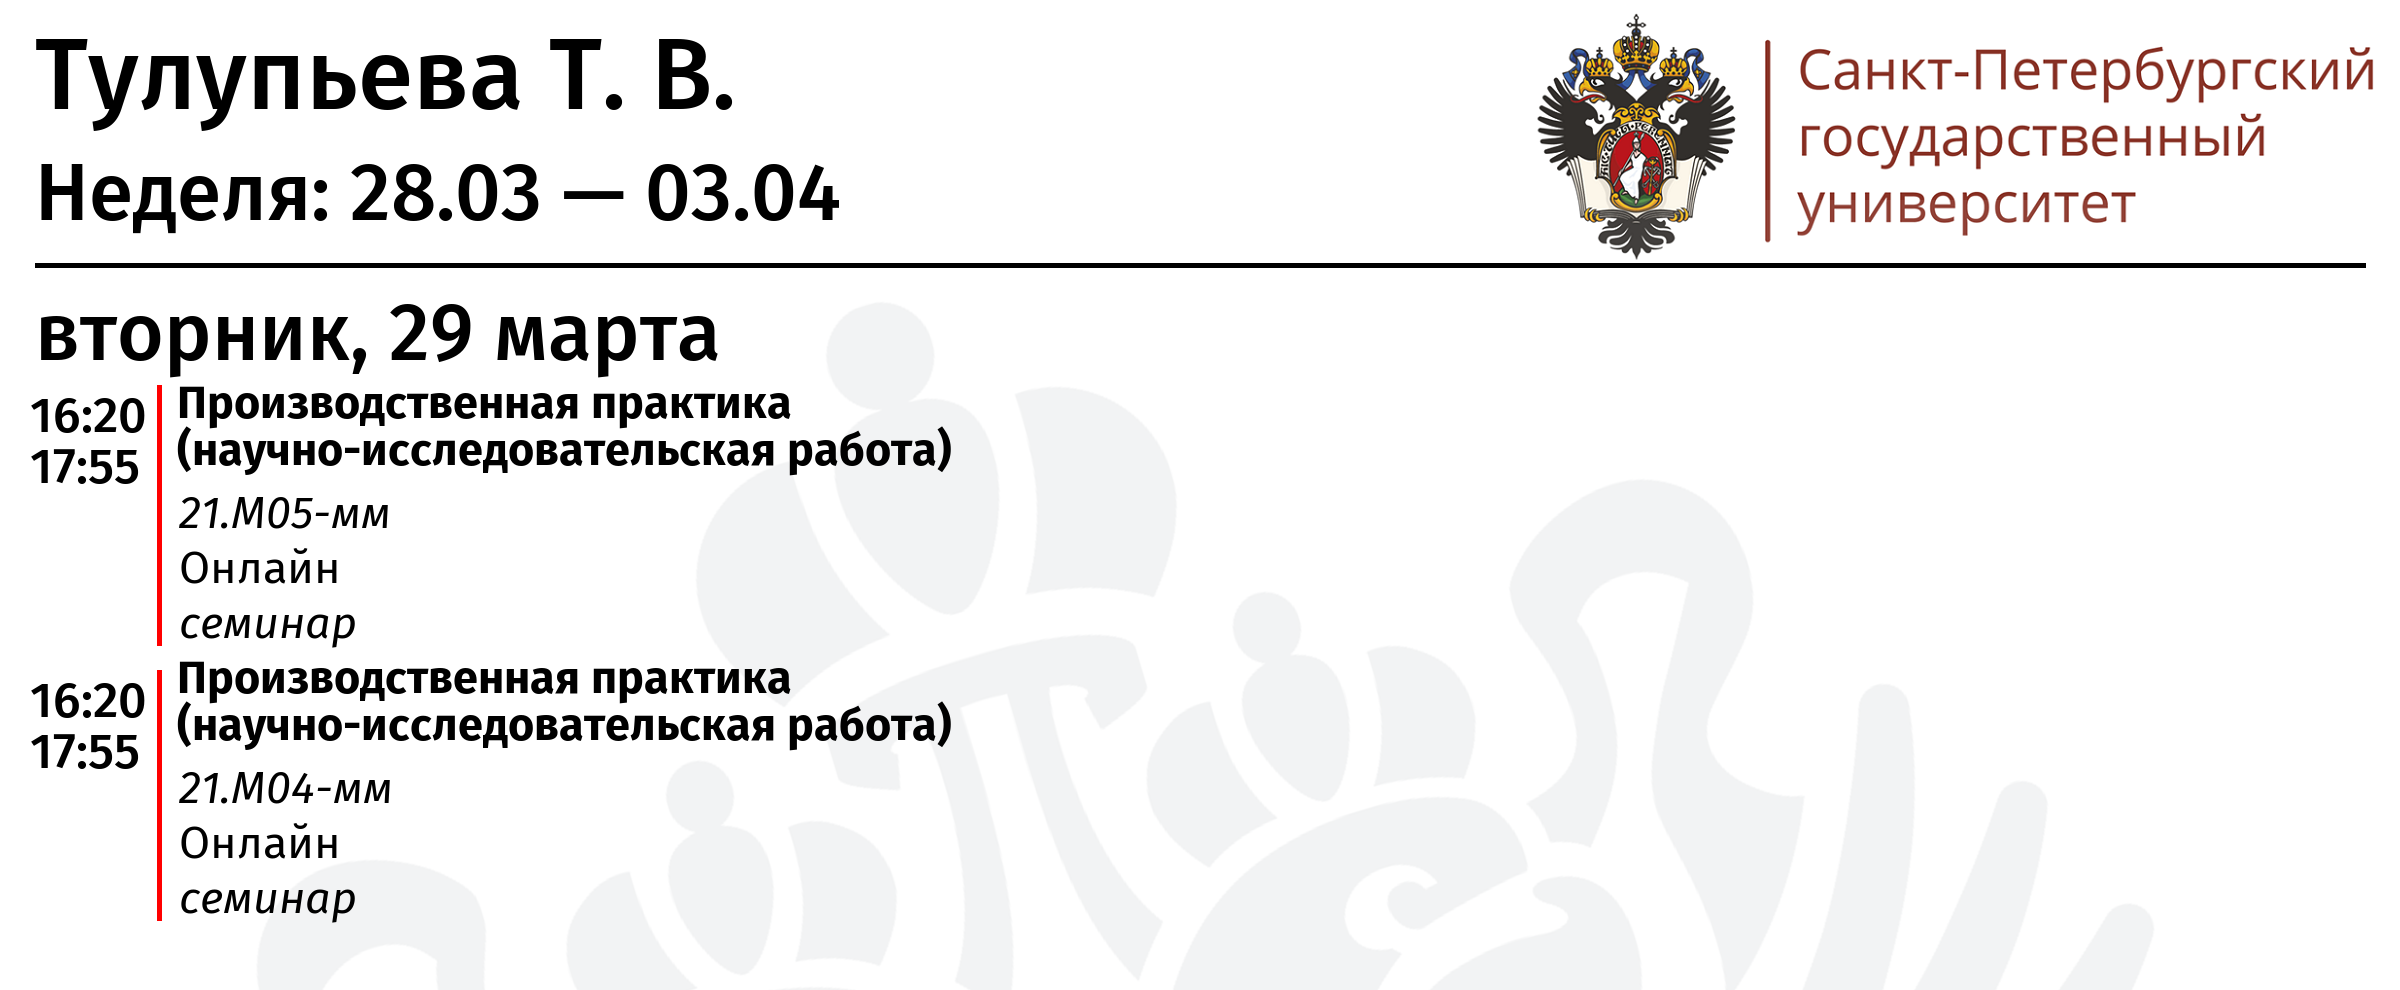 Тулупьева Т. В.
Неделя: 28.03 — 03.04
Санкт-Петербургский
государственный
университет
вторник, 29 марта
16:20
17:55
Производственная практика
(научно-исследовательская работа)
21.М05-мм
Онлайн
семинар
16:20
17:55
Производственная практика
(научно-исследовательская работа)
21.М04-мм
Онлайн
семинар